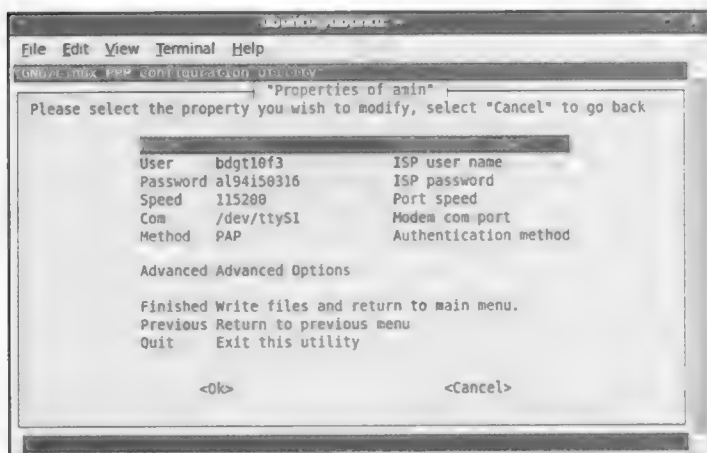 File Edit View Terminal Help
GNU/Linux PPP Configuration Utility
"Properties of amin"
Please select the property you wish to modify, select "Cancel" to go back
User bdgt10f3 ISP user name
Password al94i50316 ISP password
Speed 115200 Port speed
Com /dev/ttyS1 Modem com port
Method PAP Authentication method
Advanced Advanced Options
Finished Write files and return to main menu.
Previous Return to previous menu
Quit Exit this utility
<Ok> <Cancel>